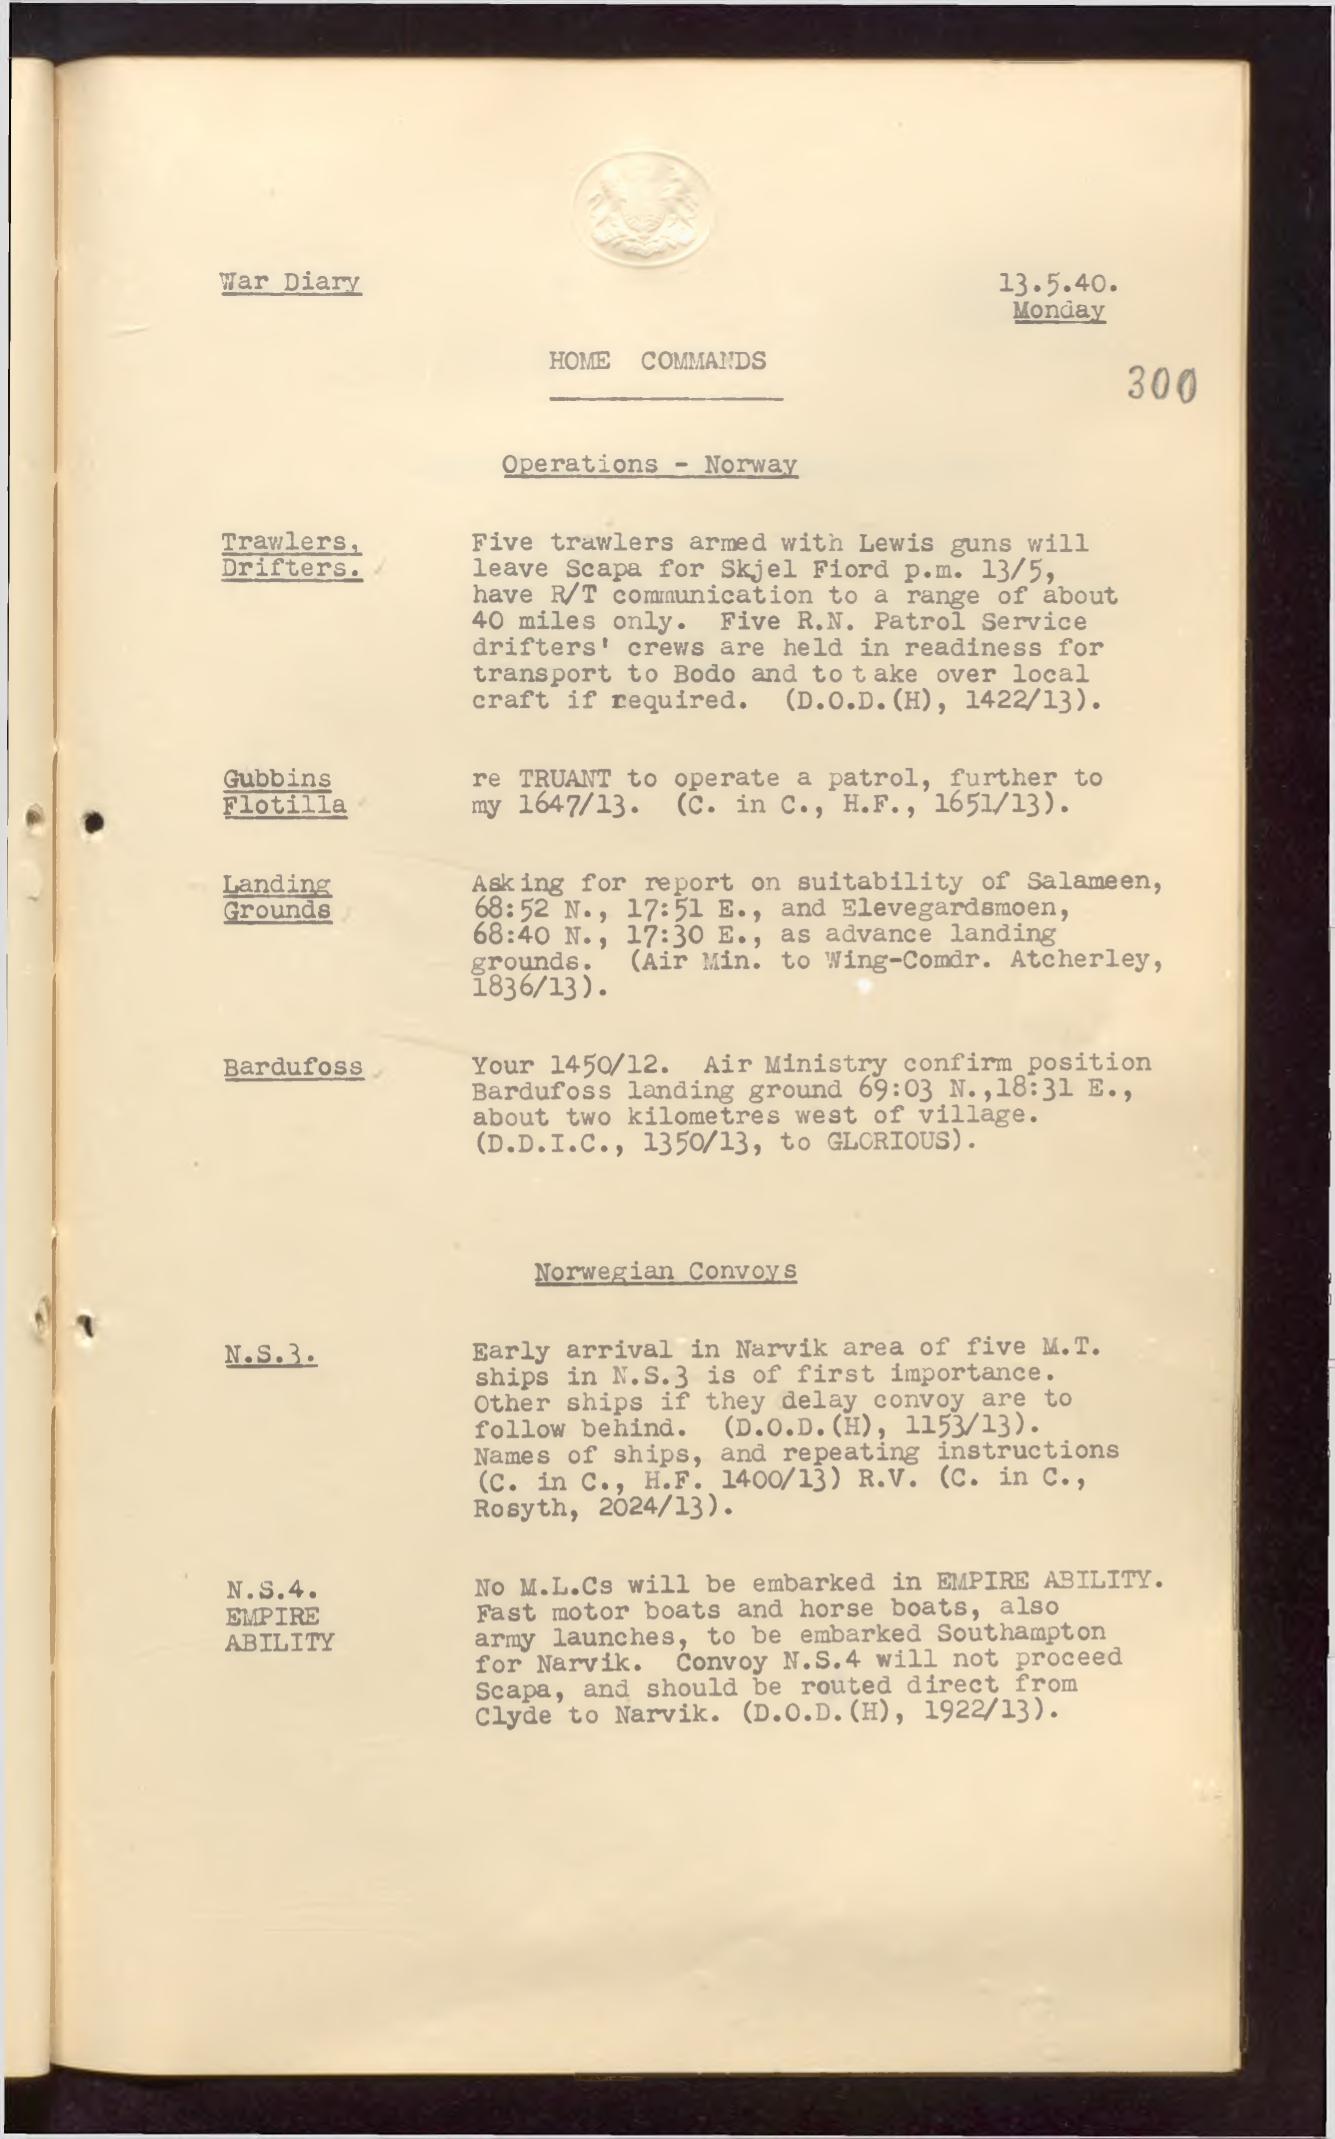 War Diary
13.5.40.
Monday
HOME COMMANDS
300
Operations - Norway
Trawlers,
Drifters.
Five trawlers armed with Lewis guns will
leave Scapa for Skjel Fiord p.m. 13/5,
have R/T communication to a range of about
40 miles only. Five R.N. Patrol Service
drifters' crews are held in readiness for
transport to Bodo and to take over local
craft if required. (D.O.D.(H), 1422/13).
Gubbins
Flotilla
re TRUANT to operate a patrol, further to
my 1647/13. (C. in C., H.F., 1651/13).
Landing
Grounds
Asking for report on suitability of Salameen,
68:52 N., 17:51 E., and Elevegardsmoen,
68:40 N., 17:30 E., as advance landing
grounds. (Air Min. to Wing-Comdr. Atcherley,
1836/13).
Bardufoss
Your 1450/12. Air Ministry confirm position
Bardufoss landing ground 69:03 N.,18:31 E.,
about two kilometres west of village.
(D.D.I.C., 1350/13, to GLORIOUS).
Norwegian Convoys
N.S.3.
Early arrival in Narvik area of five M.T.
ships in N.S.3 is of first importance.
Other ships if they delay convoy are to
follow behind. (D.O.D.(H), 1153/13).
Names of ships, and repeating instructions
(C. in C., H.F. 1400/13) R.V. (C. in C.,
Rosyth, 2024/13).
N.S.4.
EMPIRE
ABILITY
No M.L.Cs will be embarked in EMPIRE ABILITY.
Fast motor boats and horse boats, also
army launches, to be embarked Southampton
for Narvik. Convoy N.S.4 will not proceed
Scapa, and should be routed direct from
Clyde to Narvik. (D.O.D.(H), 1922/13).